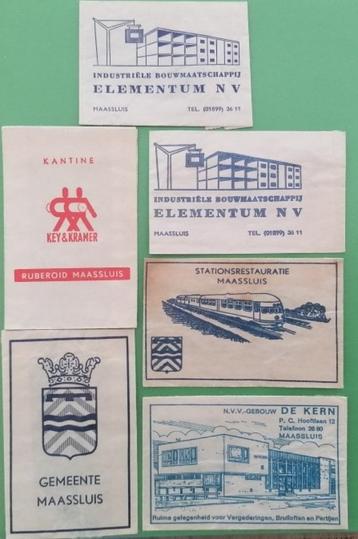 INDUSTRIËLE BOUWMAATSCHAPPIJ
ELEMENTUM NV
MAASSLUIS TEL. (01899) 36 11
KANTINE
KEY&KRAMER
RUBEROID MAASSLUIS
INDUSTRIËLE BOUWMAATSCHAPPIJ
ELEMENTUM NV
MAASSLUIS TEL. (01899) 36 11
STATIONSRESTAURATIE
MAASSLUIS
GEMEENTE
MAASSLUIS
N.V.V.-GEBOUW DE KERN
P. C. Hooftlaan 12
Telefoon 26 80
MAASSLUIS
Ruime gelegenheid voor Vergaderingen, Bruiloften en Partijen